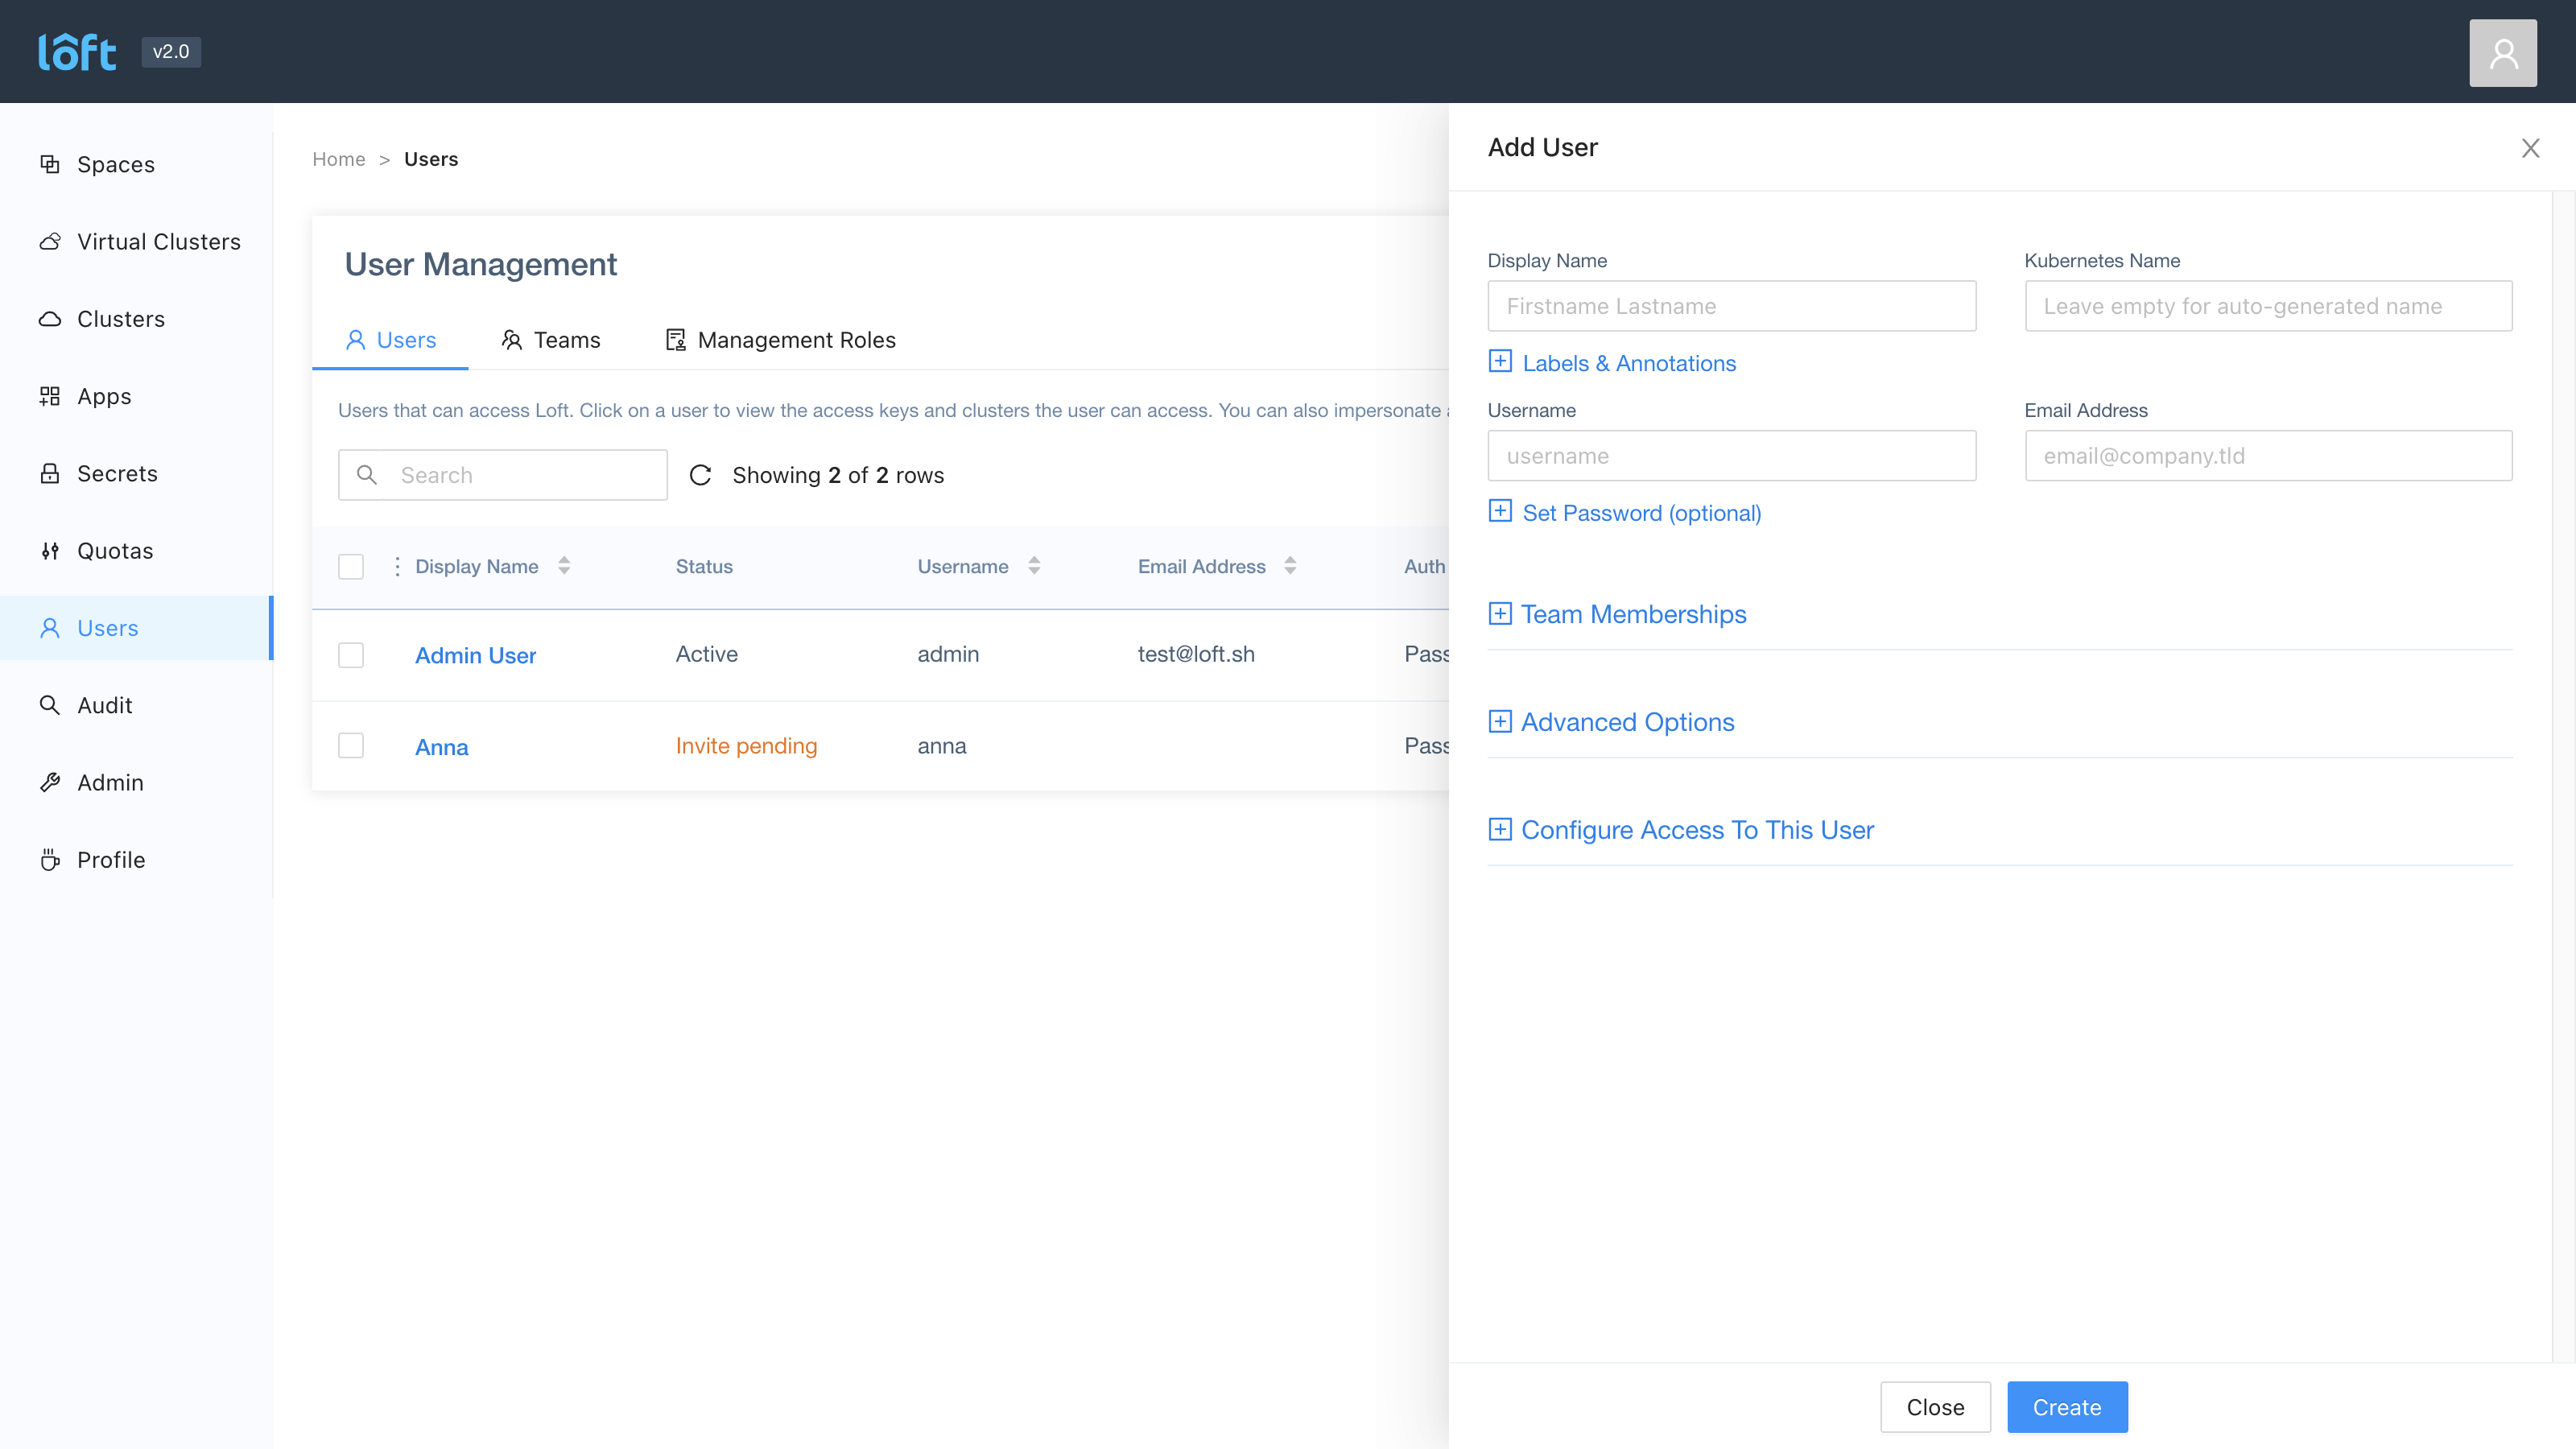 lôft v2.0
Spaces
Virtual Clusters
Clusters
Apps
Secrets
Quotas
Users
Audit
Admin
Profile
Home > Users
User Management
Users Teams Management Roles
Users that can access Loft. Click on a user to view the access keys and clusters the user can access. You can also impersonate a
Search Showing 2 of 2 rows
Display Name Status Username Email Address Auth
Admin User Active admin test@loft.sh Pass
Anna Invite pending anna Pass
Add User
Display Name Kubernetes Name
Firstname Lastname Leave empty for auto-generated name
Labels & Annotations
Username Email Address
username email@company.tld
Set Password (optional)
Team Memberships
Advanced Options
Configure Access To This User
Close Create